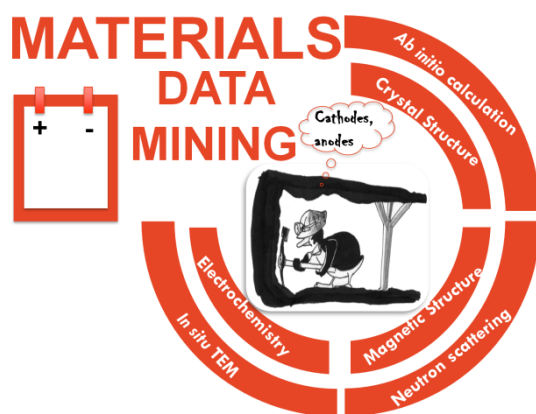 MATERIALS
DATA
MINING
+ -
Cathodes,
anodes
Ab initio calculation
Crystal Structure
Electrochemistry
In situ TEM
Magnetic Structure
Neutron scattering